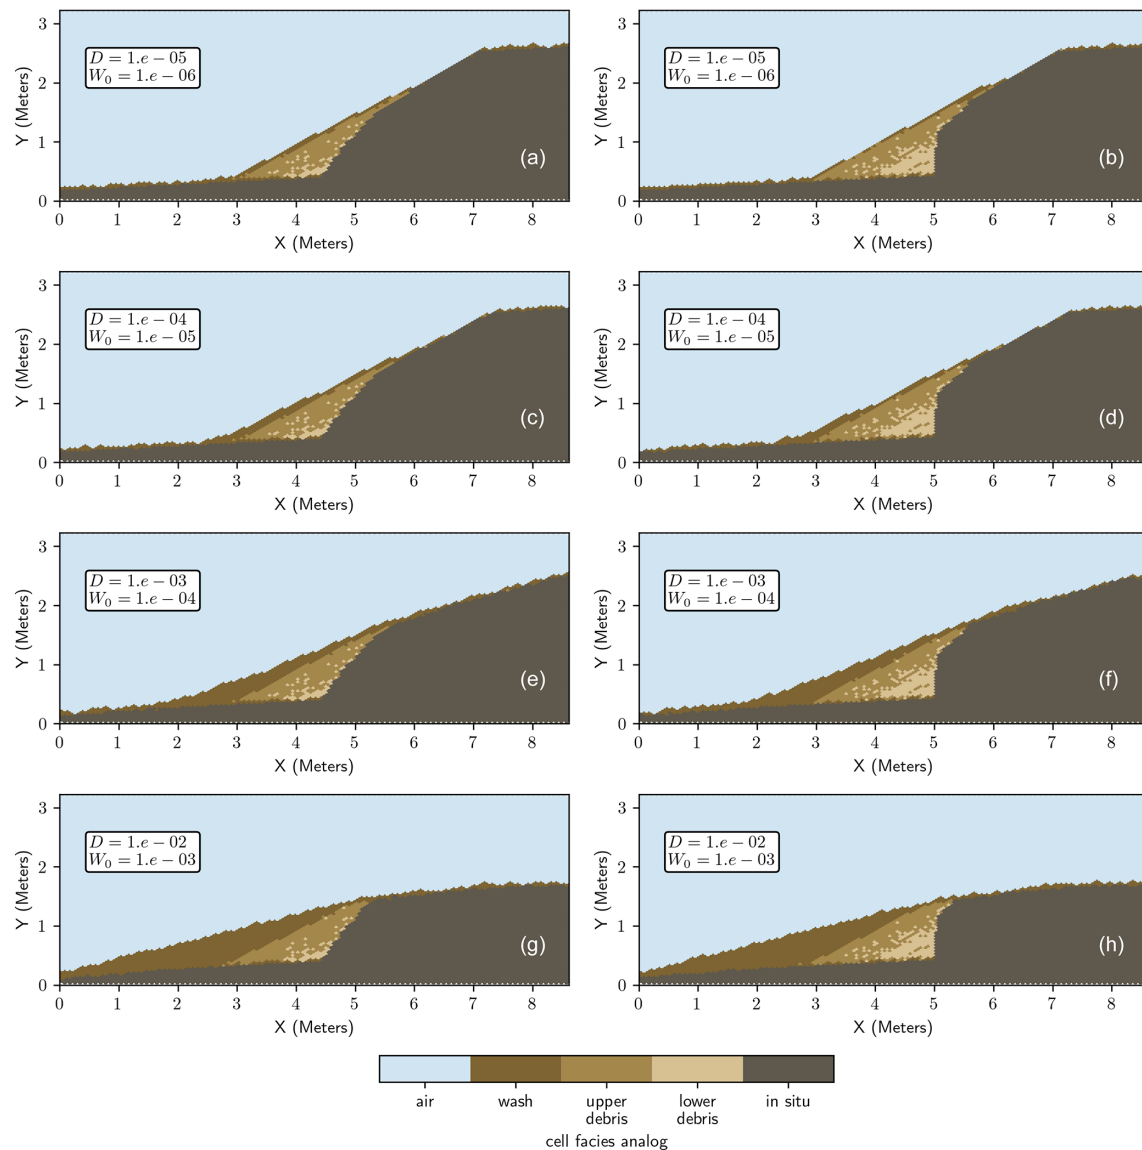 3
2
1
0
Y (Meters)
D = 1.e − 05
W0 = 1.e − 06
(a)
0 1 2 3 4 5 6 7 8
X (Meters)
3
2
1
0
Y (Meters)
D = 1.e − 05
W0 = 1.e − 06
(b)
0 1 2 3 4 5 6 7 8
X (Meters)
3
2
1
0
Y (Meters)
D = 1.e − 04
W0 = 1.e − 05
(c)
0 1 2 3 4 5 6 7 8
X (Meters)
3
2
1
0
Y (Meters)
D = 1.e − 04
W0 = 1.e − 05
(d)
0 1 2 3 4 5 6 7 8
X (Meters)
3
2
1
0
Y (Meters)
D = 1.e − 03
W0 = 1.e − 04
(e)
0 1 2 3 4 5 6 7 8
X (Meters)
3
2
1
0
Y (Meters)
D = 1.e − 03
W0 = 1.e − 04
(f)
0 1 2 3 4 5 6 7 8
X (Meters)
3
2
1
0
Y (Meters)
D = 1.e − 02
W0 = 1.e − 03
(g)
0 1 2 3 4 5 6 7 8
X (Meters)
3
2
1
0
Y (Meters)
D = 1.e − 02
W0 = 1.e − 03
(h)
0 1 2 3 4 5 6 7 8
X (Meters)
air wash upper lower in situ
debris debris
cell facies analog